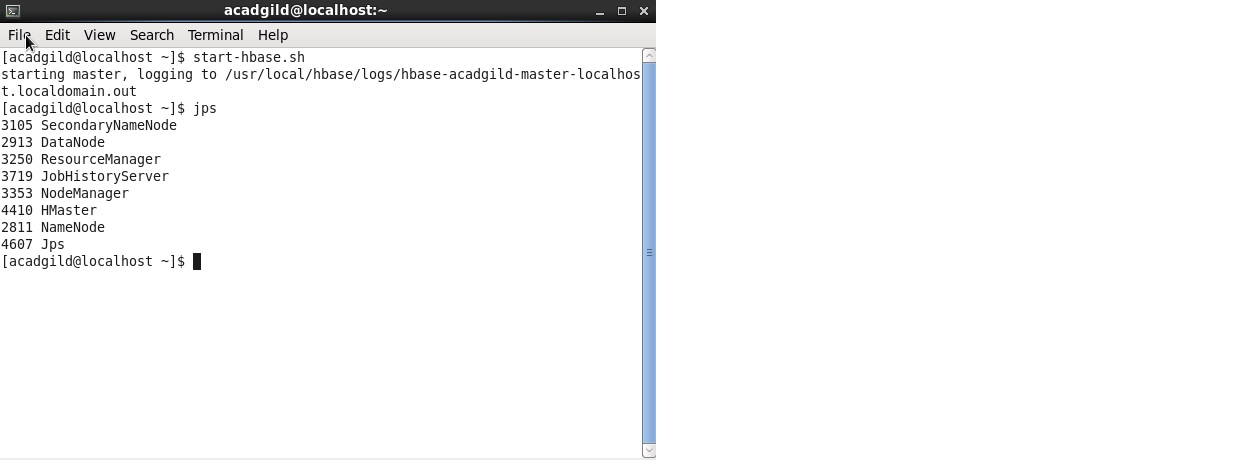 acadgild@localhost:~
File Edit View Search Terminal Help
[acadgild@localhost ~]$ start-hbase.sh
starting master, logging to /usr/local/hbase/logs/hbase-acadgild-master-localhos
t.localdomain.out
[acadgild@localhost ~]$ jps
3105 SecondaryNameNode
2913 DataNode
3250 ResourceManager
3719 JobHistoryServer
3353 NodeManager
4410 HMaster
2811 NameNode
4607 Jps
[acadgild@localhost ~]$